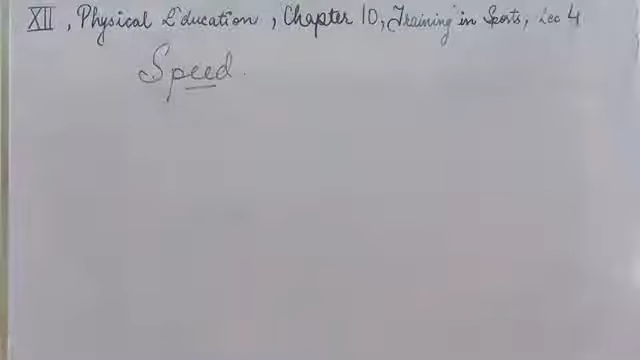 XII, Physical Education, Chapter 10, Training in Sports, Lec 4
Speed.